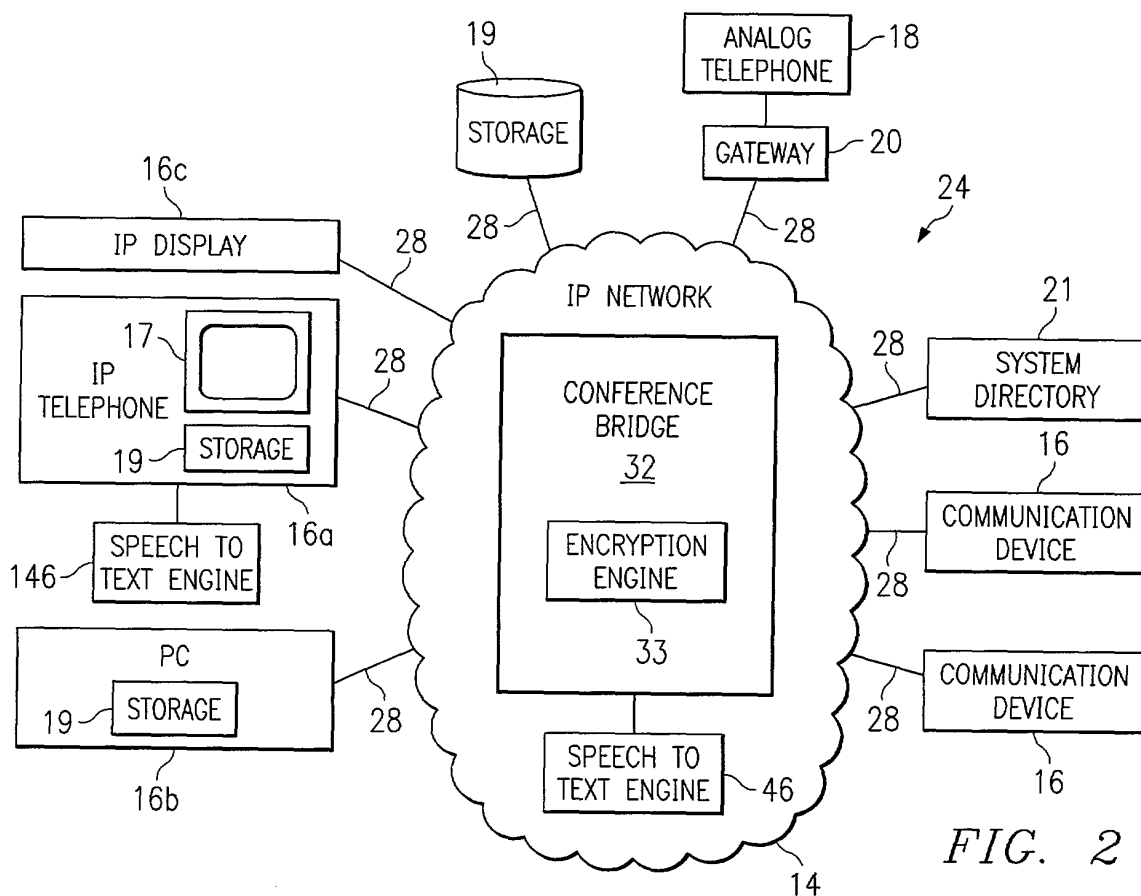 19
STORAGE
ANALOG
TELEPHONE
18
GATEWAY
20
28
28
24
16c
IP DISPLAY
28
17
IP
TELEPHONE
19
STORAGE
28
16a
146
SPEECH TO
TEXT ENGINE
PC
19
STORAGE
28
16b
IP NETWORK
CONFERENCE
BRIDGE
32
ENCRYPTION
ENGINE
33
SPEECH TO
TEXT ENGINE
46
14
21
28
SYSTEM
DIRECTORY
16
COMMUNICATION
DEVICE
28
28
COMMUNICATION
DEVICE
16
FIG. 2